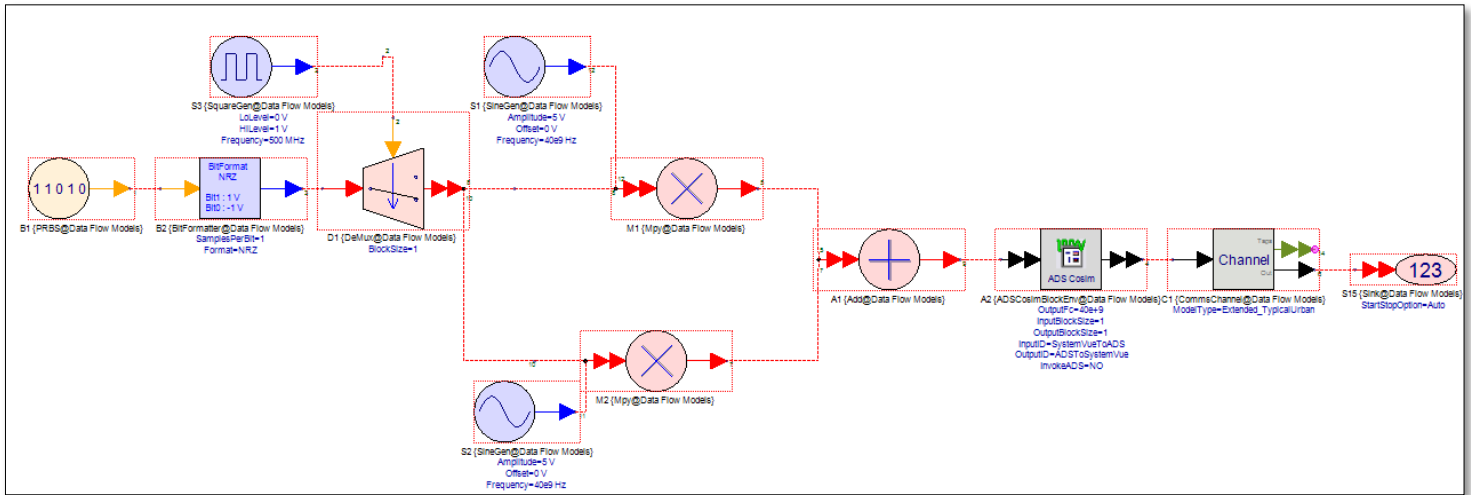 S3 {SquareGen@Data Flow Models}
LoLevel=0 V
HiLevel=1 V
Frequency=500 MHz
S1 {SineGen@Data Flow Models}
Amplitude=5 V
Offset=0 V
Frequency=40e9 Hz
1 1 0 1 0
B1 {PRBS@Data Flow Models}
BitFormat
NRZ
Bit1 : 1 V
Bit0 : -1 V
B2 {BitFormatter@Data Flow Models}
SamplesPerBit=1
Format=NRZ
D1 {DeMux@Data Flow Models}
BlockSize=1
M1 {Mpy@Data Flow Models}
A1 {Add@Data Flow Models}
ADS Cosim
A2 {ADSCosimBlockEnv@Data Flow Models}
OutputFc=40e+9
InputBlockSize=1
OutputBlockSize=1
InputID=SystemVueToADS
OutputID=ADSToSystemVue
InvokeADS=NO
Channel
Taps
Out
C1 {CommsChannel@Data Flow Models}
ModelType=Extended_TypicalUrban
123
S15 {Sink@Data Flow Models}
StartStopOption=Auto
M2 {Mpy@Data Flow Models}
S2 {SineGen@Data Flow Models}
Amplitude=5 V
Offset=0 V
Frequency=40e9 Hz